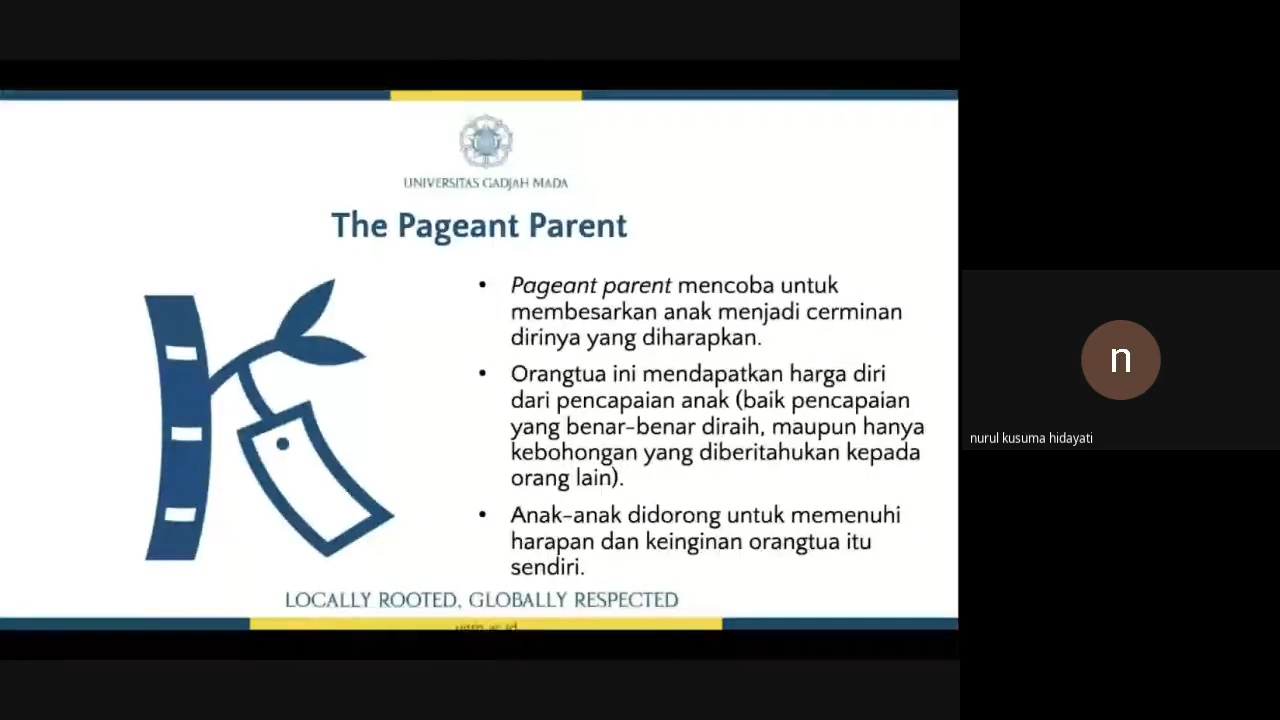 UNIVERSITAS GADJAH MADA
The Pageant Parent
• Pageant parent mencoba untuk
membesarkan anak menjadi cerminan
dirinya yang diharapkan.
• Orangtua ini mendapatkan harga diri
dari pencapaian anak (baik pencapaian
yang benar-benar diraih, maupun hanya
kebohongan yang diberitahukan kepada
orang lain).
• Anak-anak didorong untuk memenuhi
harapan dan keinginan orangtua itu
sendiri.
LOCALLY ROOTED, GLOBALLY RESPECTED
ugm.ac.id
n
nurul kusuma hidayati